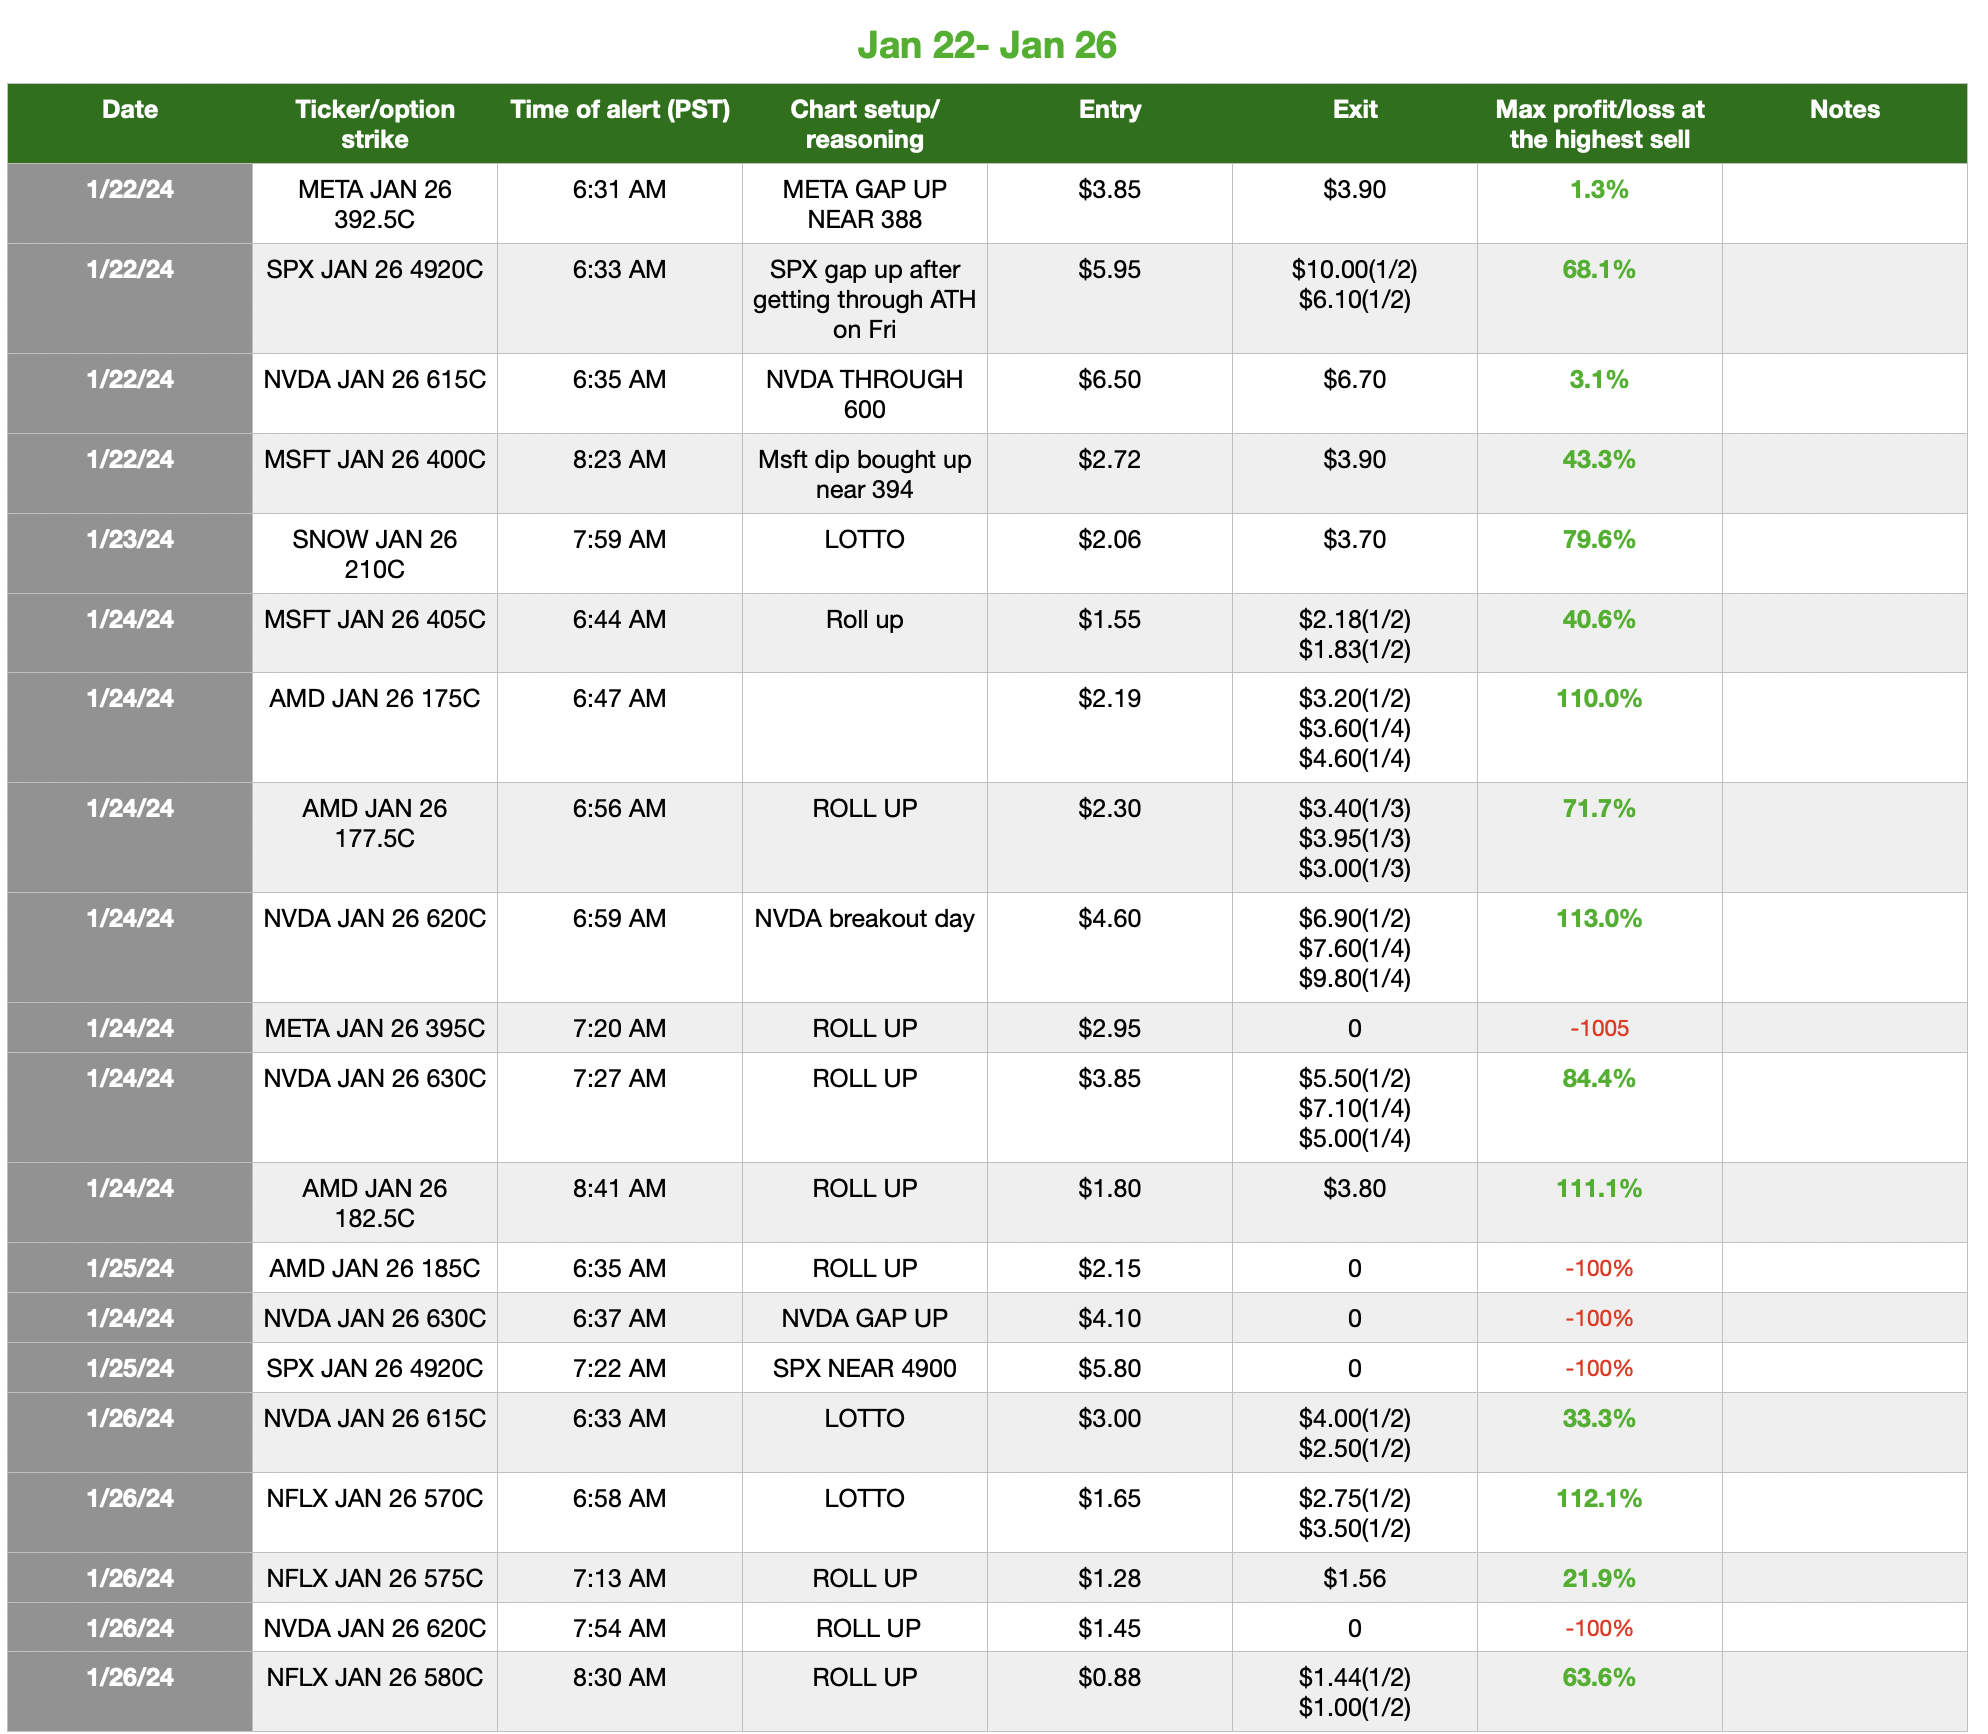 Jan 22- Jan 26
Date Ticker/option strike Time of alert (PST) Chart setup/ reasoning Entry Exit Max profit/loss at the highest sell Notes
1/22/24 META JAN 26 392.5C 6:31 AM META GAP UP NEAR 388 $3.85 $3.90 1.3%
1/22/24 SPX JAN 26 4920C 6:33 AM SPX gap up after getting through ATH on Fri $5.95 $10.00(1/2) $6.10(1/2) 68.1%
1/22/24 NVDA JAN 26 615C 6:35 AM NVDA THROUGH 600 $6.50 $6.70 3.1%
1/22/24 MSFT JAN 26 400C 8:23 AM Msft dip bought up near 394 $2.72 $3.90 43.3%
1/23/24 SNOW JAN 26 210C 7:59 AM LOTTO $2.06 $3.70 79.6%
1/24/24 MSFT JAN 26 405C 6:44 AM Roll up $1.55 $2.18(1/2) $1.83(1/2) 40.6%
1/24/24 AMD JAN 26 175C 6:47 AM $2.19 $3.20(1/2) $3.60(1/4) $4.60(1/4) 110.0%
1/24/24 AMD JAN 26 177.5C 6:56 AM ROLL UP $2.30 $3.40(1/3) $3.95(1/3) $3.00(1/3) 71.7%
1/24/24 NVDA JAN 26 620C 6:59 AM NVDA breakout day $4.60 $6.90(1/2) $7.60(1/4) $9.80(1/4) 113.0%
1/24/24 META JAN 26 395C 7:20 AM ROLL UP $2.95 0 -1005
1/24/24 NVDA JAN 26 630C 7:27 AM ROLL UP $3.85 $5.50(1/2) $7.10(1/4) $5.00(1/4) 84.4%
1/24/24 AMD JAN 26 182.5C 8:41 AM ROLL UP $1.80 $3.80 111.1%
1/25/24 AMD JAN 26 185C 6:35 AM ROLL UP $2.15 0 -100%
1/24/24 NVDA JAN 26 630C 6:37 AM NVDA GAP UP $4.10 0 -100%
1/25/24 SPX JAN 26 4920C 7:22 AM SPX NEAR 4900 $5.80 0 -100%
1/26/24 NVDA JAN 26 615C 6:33 AM LOTTO $3.00 $4.00(1/2) $2.50(1/2) 33.3%
1/26/24 NFLX JAN 26 570C 6:58 AM LOTTO $1.65 $2.75(1/2) $3.50(1/2) 112.1%
1/26/24 NFLX JAN 26 575C 7:13 AM ROLL UP $1.28 $1.56 21.9%
1/26/24 NVDA JAN 26 620C 7:54 AM ROLL UP $1.45 0 -100%
1/26/24 NFLX JAN 26 580C 8:30 AM ROLL UP $0.88 $1.44(1/2) $1.00(1/2) 63.6%